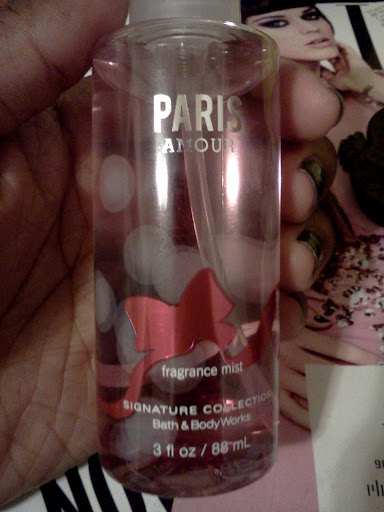 PARIS
AMOUR
fragrance mist
SIGNATURE COLLECTION
Bath & Body Works
3 fl oz / 88 mL